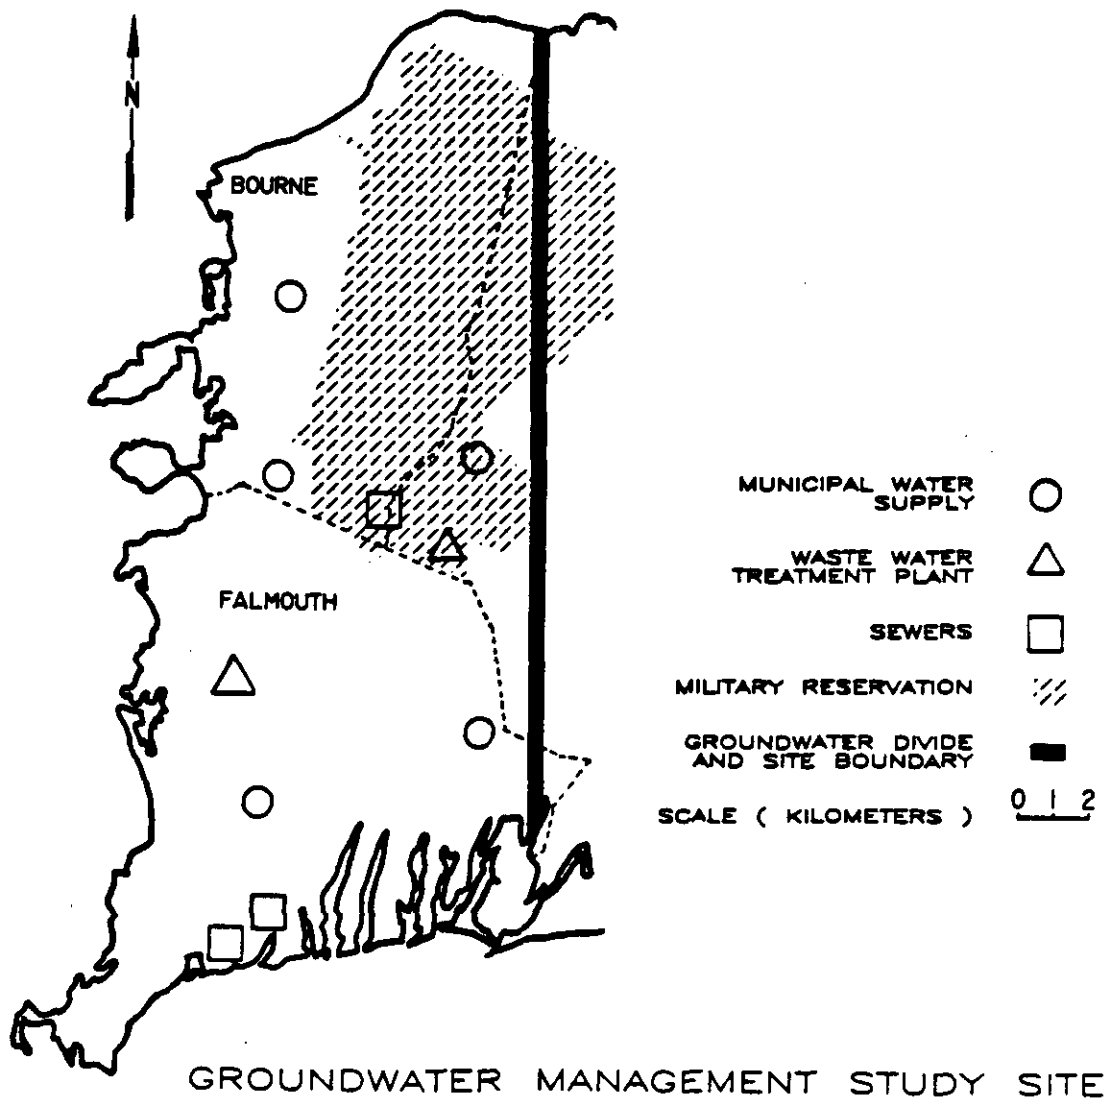 N
BOURNE
FALMOUTH
MUNICIPAL WATER
SUPPLY
WASTE WATER
TREATMENT PLANT
SEWERS
MILITARY RESERVATION
GROUNDWATER DIVIDE
AND SITE BOUNDARY
0 1 2
SCALE ( KILOMETERS )
GROUNDWATER MANAGEMENT STUDY SITE